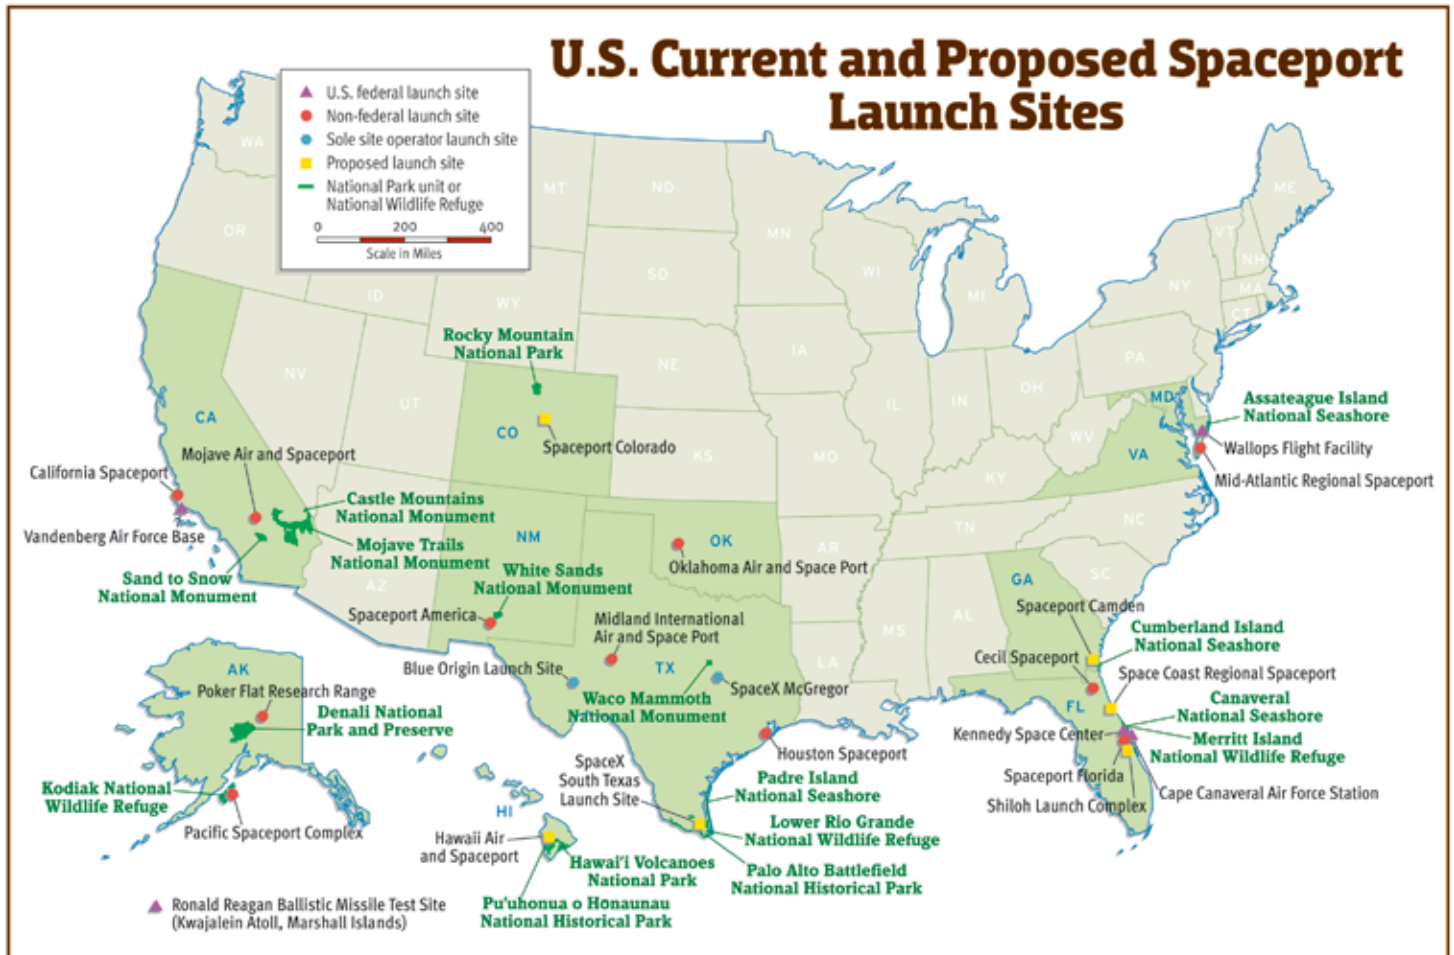 U.S. Current and Proposed Spaceport
Launch Sites
U.S. federal launch site
Non-federal launch site
Sole site operator launch site
Proposed launch site
National Park unit or
National Wildlife Refuge
0 200 400
Scale in Miles
WA
OR
MT
ID
WY
ND
SD
NE
MN
WI
MI
IA
NV
UT
KS
MO
IL
IN
OH
KY
WV
PA
NY
VT
NH
ME
MA
CT
AZ
AR
TN
NC
SC
MS
AL
LA
Rocky Mountain
National Park
CO
Spaceport Colorado
CA
Mojave Air and Spaceport
California Spaceport
Vandenberg Air Force Base
Castle Mountains
National Monument
Mojave Trails
National Monument
Sand to Snow
National Monument
NM
White Sands
National Monument
Spaceport America
OK
Oklahoma Air and Space Port
Midland International
Air and Space Port
TX
Blue Origin Launch Site
Waco Mammoth
National Monument
SpaceX McGregor
Houston Spaceport
SpaceX
South Texas
Launch Site
Padre Island
National Seashore
Lower Rio Grande
National Wildlife Refuge
Palo Alto Battlefield
National Historical Park
MD
VA
Assateague Island
National Seashore
Wallops Flight Facility
Mid-Atlantic Regional Spaceport
GA
Spaceport Camden
Cumberland Island
National Seashore
Cecil Spaceport
Space Coast Regional Spaceport
FL
Canaveral
National Seashore
Kennedy Space Center
Merritt Island
National Wildlife Refuge
Spaceport Florida
Cape Canaveral Air Force Station
Shiloh Launch Complex
AK
Poker Flat Research Range
Denali National
Park and Preserve
Kodiak National
Wildlife Refuge
Pacific Spaceport Complex
HI
Hawaii Air
and Spaceport
Hawai'i Volcanoes
National Park
Pu'uhonua o Honaunau
National Historical Park
Ronald Reagan Ballistic Missile Test Site
(Kwajalein Atoll, Marshall Islands)